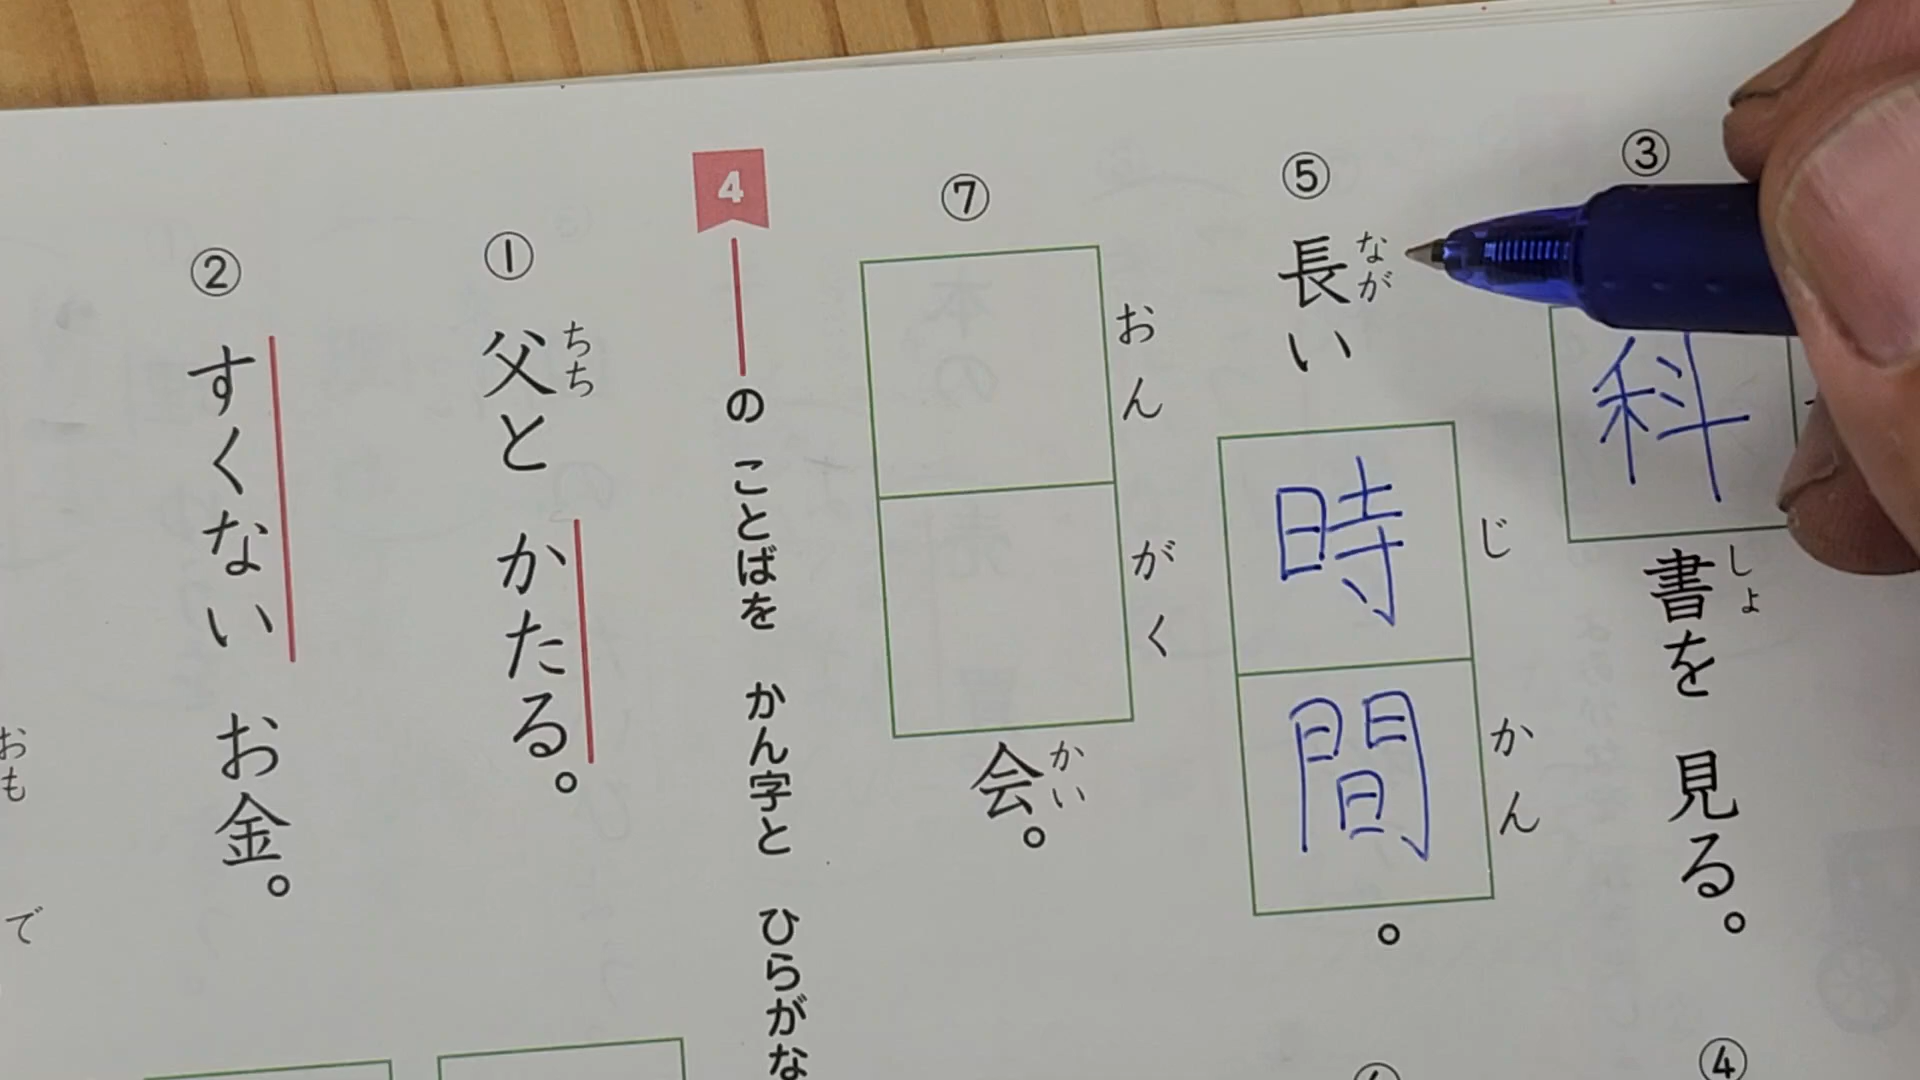 ③
科書を見る。
しょ
⑤
長い時間。
なが
じかん
⑦
会。
おんがく
かい
4
のことばを かん字と ひらがな
①
父と かたる。
ちち
②
すくない お金。
おも
で
④